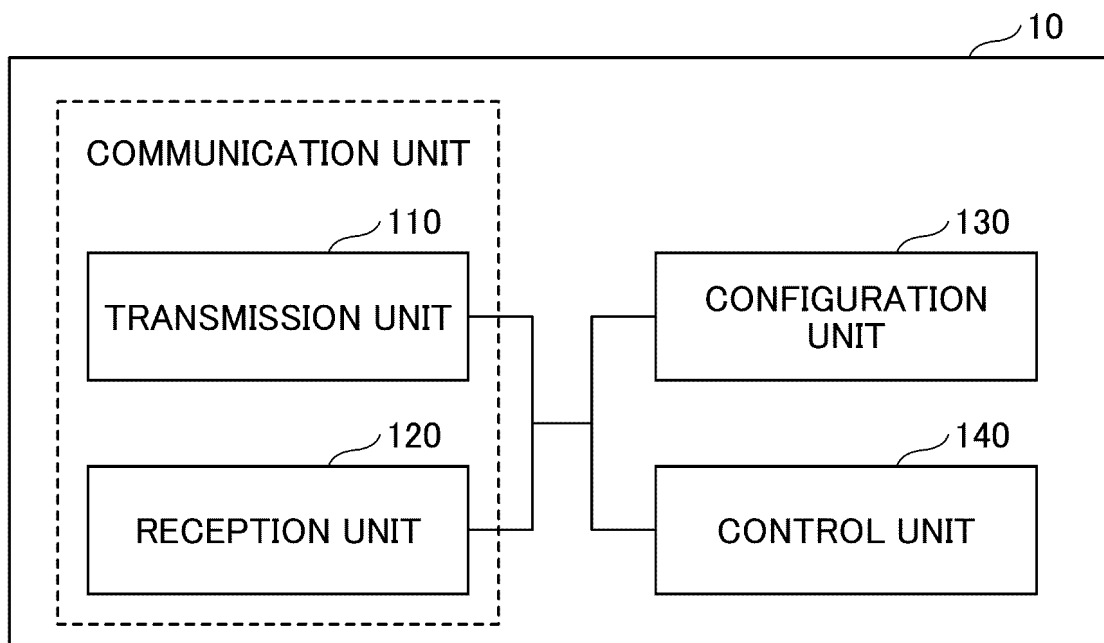 10
COMMUNICATION UNIT
110
TRANSMISSION UNIT
130
CONFIGURATION
UNIT
120
RECEPTION UNIT
140
CONTROL UNIT